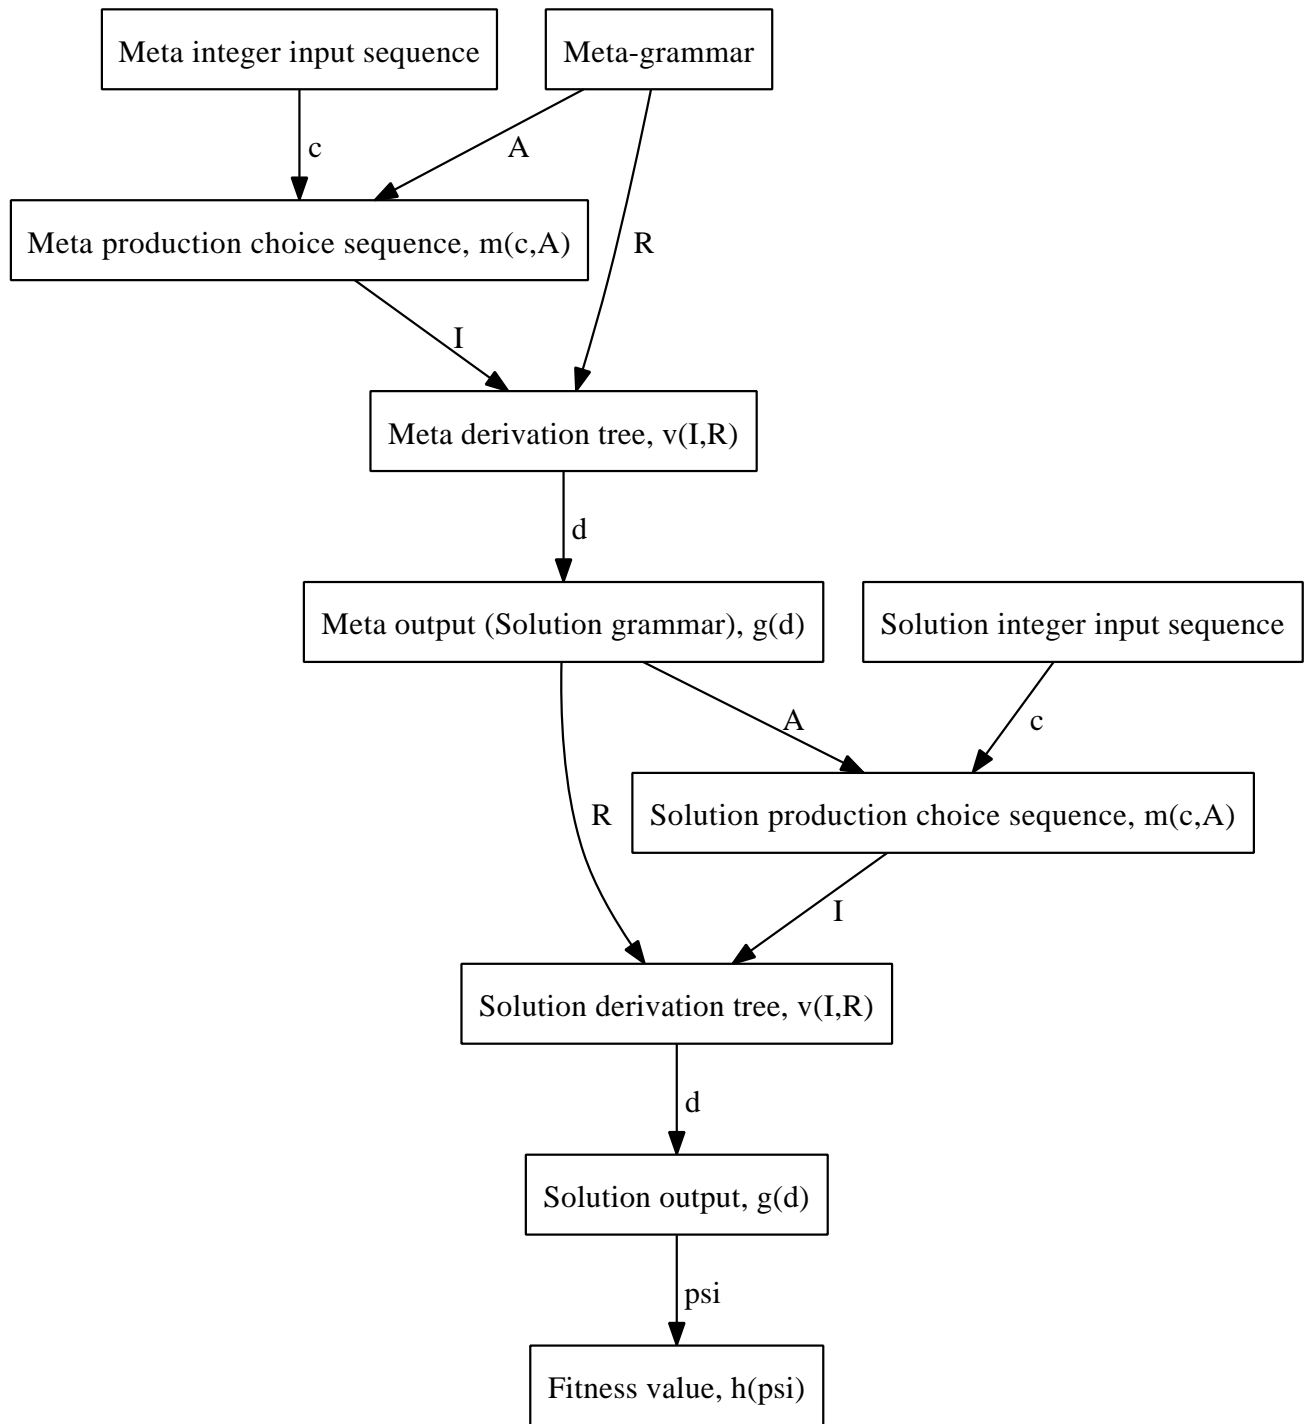 Meta integer input sequence
Meta-grammar
c
A
Meta production choice sequence, m(c,A)
R
I
Meta derivation tree, v(I,R)
d
Meta output (Solution grammar), g(d)
Solution integer input sequence
A
c
R
Solution production choice sequence, m(c,A)
I
Solution derivation tree, v(I,R)
d
Solution output, g(d)
psi
Fitness value, h(psi)